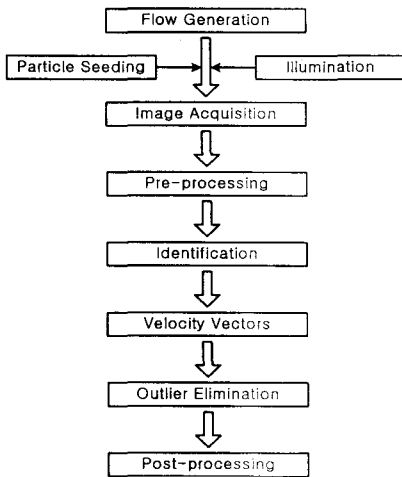 Flow Generation
Particle Seeding
Illumination
Image Acquisition
Pre-processing
Identification
Velocity Vectors
Outlier Elimination
Post-processing